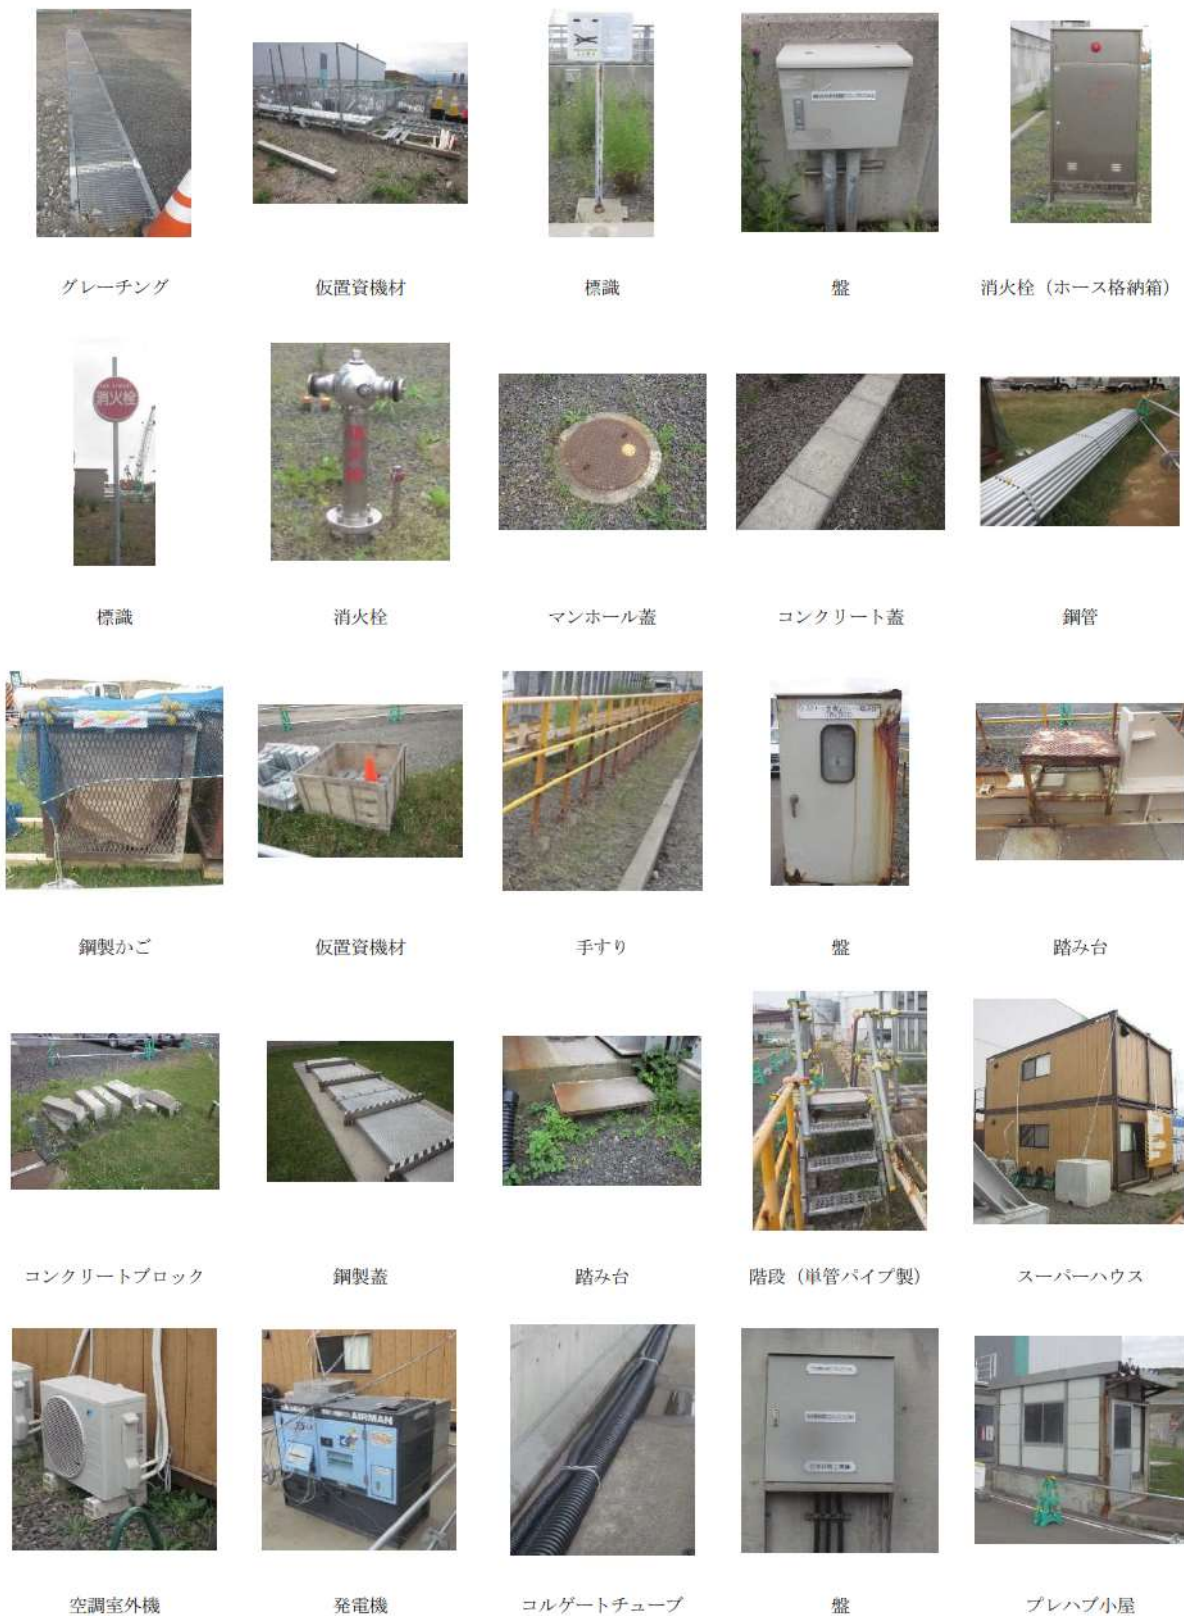 グレーチング
仮置資機材
標識
盤
消火栓（ホース格納箱）
消火栓
標識
消火栓
マンホール蓋
コンクリート蓋
鋼管
鋼製かご
仮置資機材
手すり
盤
踏み台
コンクリートブロック
鋼製蓋
踏み台
階段（単管パイプ製）
スーパーハウス
AIRMAN
空調室外機
発電機
コルゲートチューブ
盤
プレハブ小屋